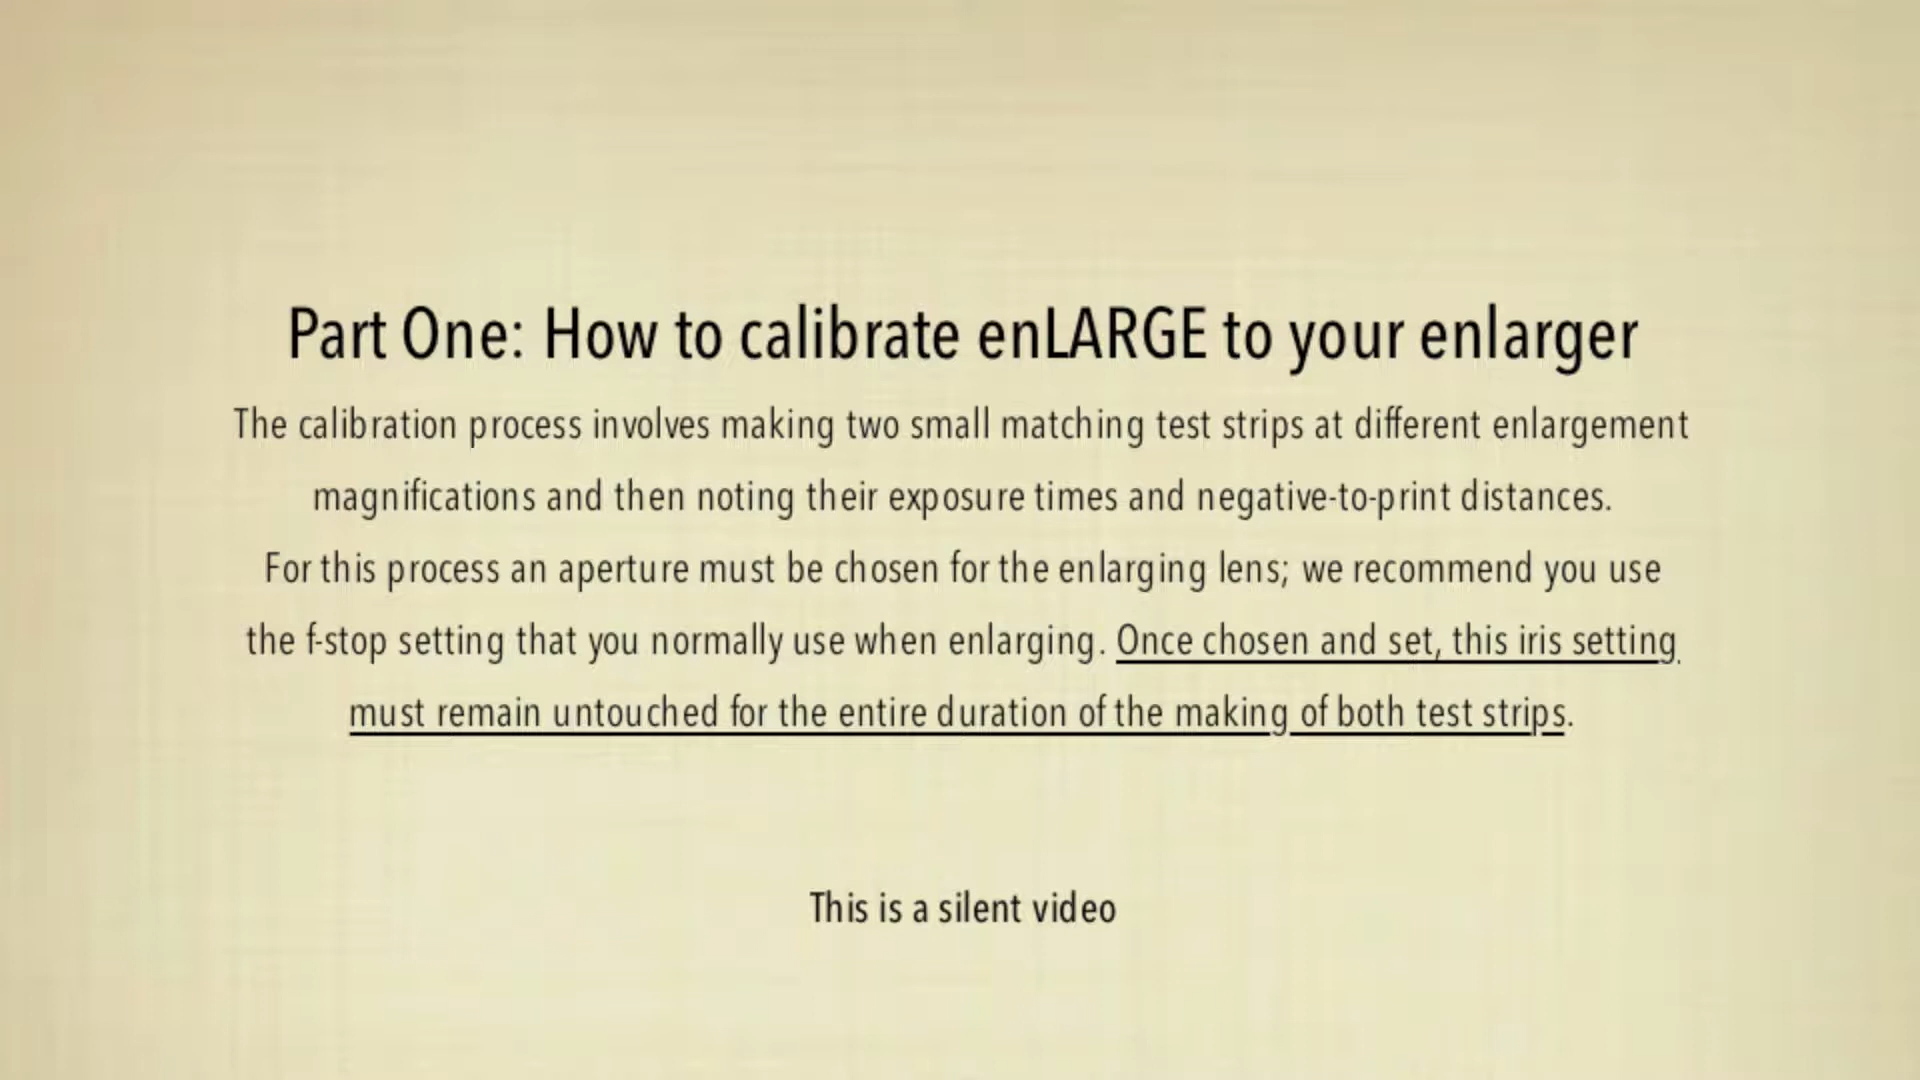 Part One: How to calibrate enLARGE to your enlarger
The calibration process involves making two small matching test strips at different enlargement
magnifications and then noting their exposure times and negative-to-print distances.
For this process an aperture must be chosen for the enlarging lens; we recommend you use
the f-stop setting that you normally use when enlarging. Once chosen and set, this iris setting
must remain untouched for the entire duration of the making of both test strips.
This is a silent video